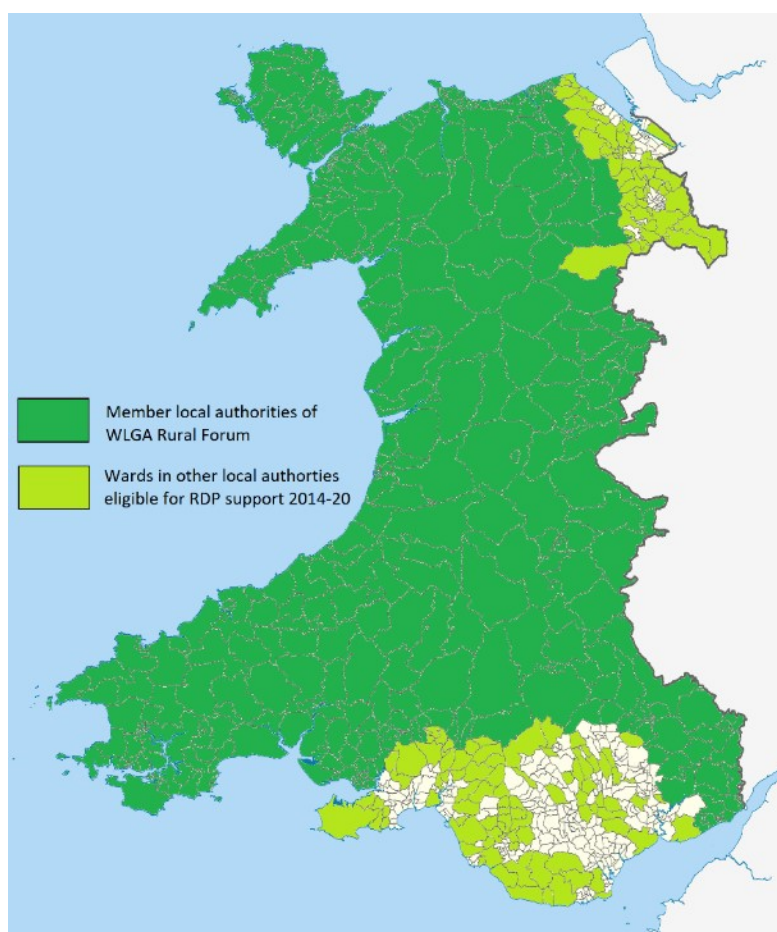 Member local authorities of
WLGA Rural Forum
Wards in other local authorties
eligible for RDP support 2014-20